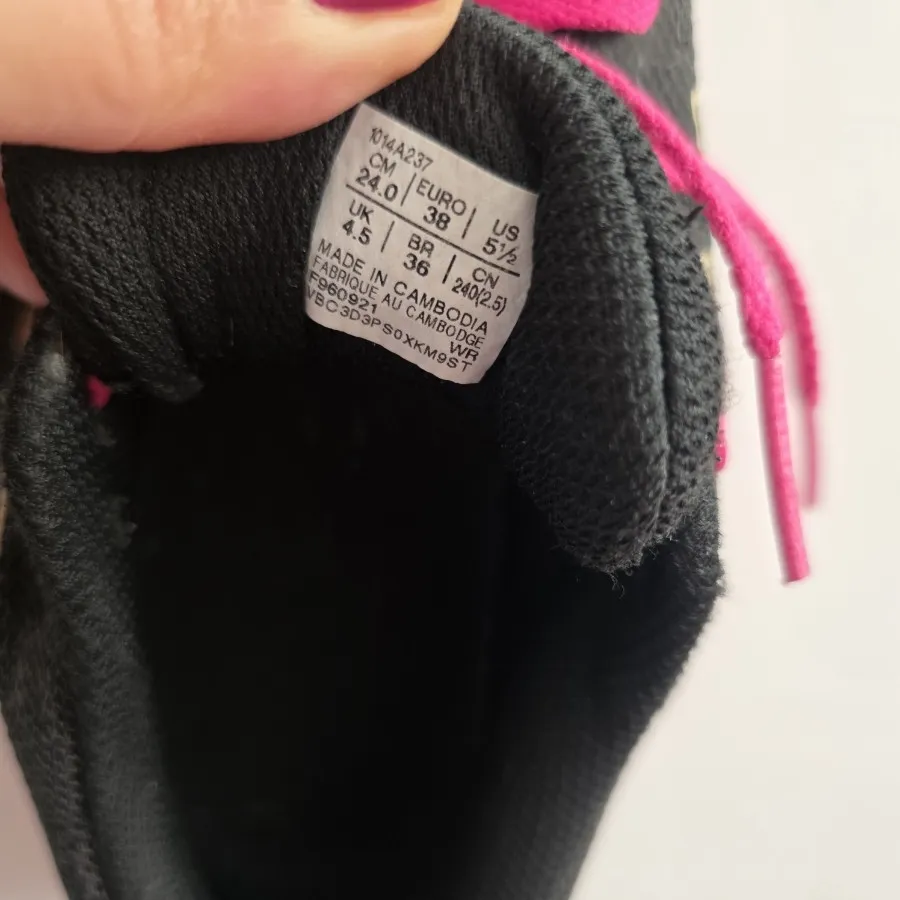 1014A237
CM EURO US
24.0 38 5½
UK BR CN
4.5 36 240(2.5)
MADE IN CAMBODIA
FABRIQUE AU CAMBODGE
F960921 WR
VBC3D3PS0XKM9ST